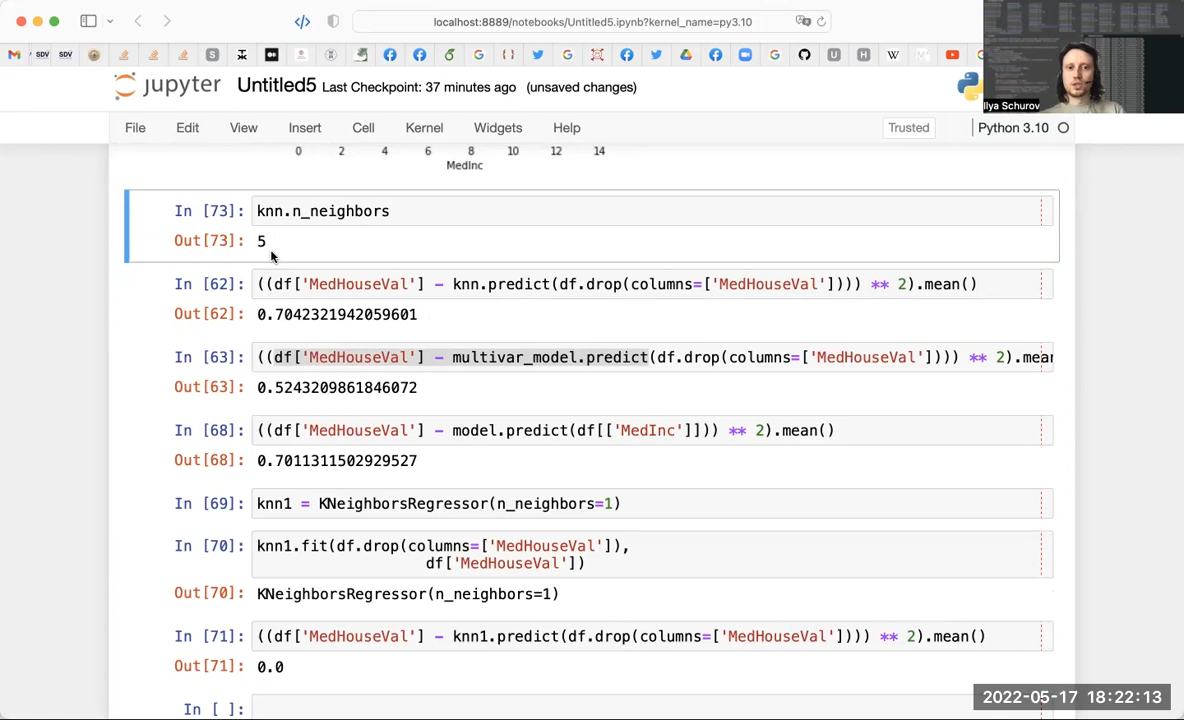 localhost:8889/notebooks/Untitled5.ipynb?kernel_name=py3.10
SDV SDV
jupyter Untitled5 Last Checkpoint: 37 minutes ago (unsaved changes)
Ilya Schurov
File Edit View Insert Cell Kernel Widgets Help Trusted Python 3.10
0 2 4 6 8 10 12 14
MedInc
In [73]: knn.n_neighbors
Out[73]: 5
In [62]: ((df['MedHouseVal'] - knn.predict(df.drop(columns=['MedHouseVal']))) ** 2).mean()
Out[62]: 0.7042321942059601
In [63]: ((df['MedHouseVal'] - multivar_model.predict(df.drop(columns=['MedHouseVal']))) ** 2).mean
Out[63]: 0.5243209861846072
In [68]: ((df['MedHouseVal'] - model.predict(df[['MedInc']])) ** 2).mean()
Out[68]: 0.7011311502929527
In [69]: knn1 = KNeighborsRegressor(n_neighbors=1)
In [70]: knn1.fit(df.drop(columns=['MedHouseVal']),
df['MedHouseVal'])
Out[70]: KNeighborsRegressor(n_neighbors=1)
In [71]: ((df['MedHouseVal'] - knn1.predict(df.drop(columns=['MedHouseVal']))) ** 2).mean()
Out[71]: 0.0
In [ ]:
2022-05-17 18:22:13